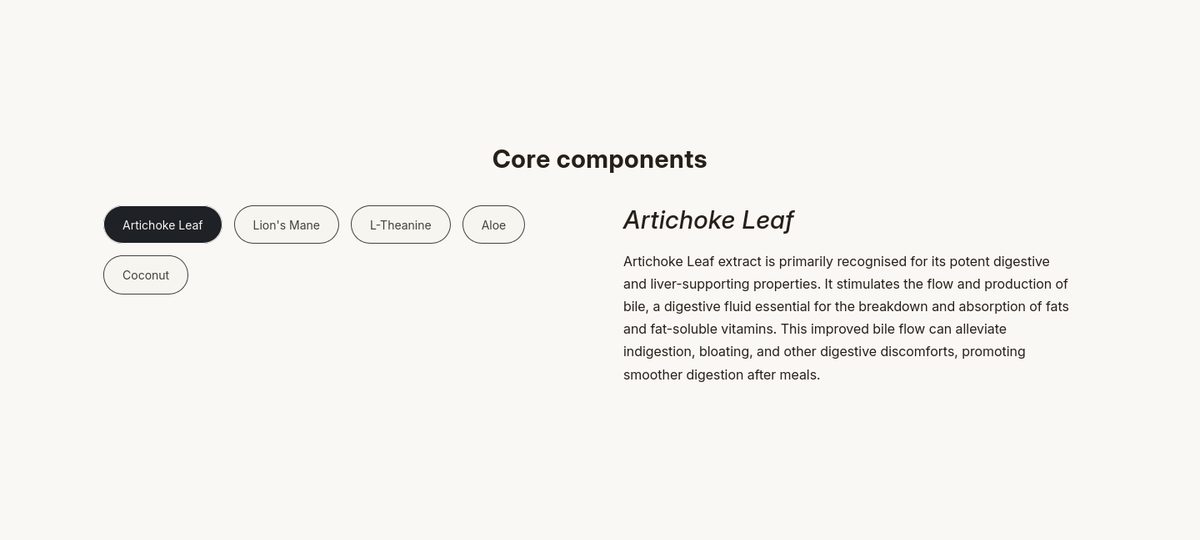 Core components
Artichoke Leaf
Lion's Mane
L-Theanine
Aloe
Coconut
Artichoke Leaf
Artichoke Leaf extract is primarily recognised for its potent digestive
and liver-supporting properties. It stimulates the flow and production of
bile, a digestive fluid essential for the breakdown and absorption of fats
and fat-soluble vitamins. This improved bile flow can alleviate
indigestion, bloating, and other digestive discomforts, promoting
smoother digestion after meals.